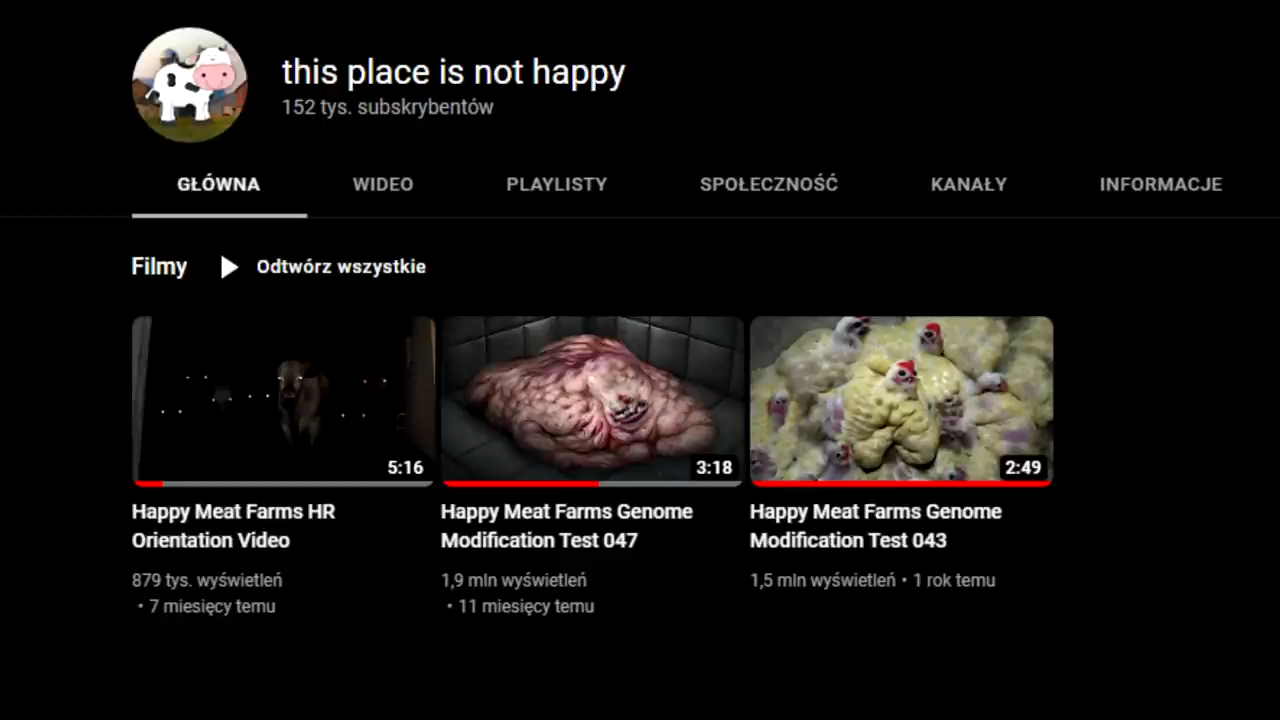 this place is not happy
152 tys. subskrybentów
GŁÓWNA WIDEO PLAYLISTY SPOŁECZNOŚĆ KANAŁY INFORMACJE
Filmy Odtwórz wszystkie
5:16 3:18 2:49
Happy Meat Farms HR
Orientation Video
879 tys. wyświetleń
• 7 miesięcy temu
Happy Meat Farms Genome
Modification Test 047
1,9 mln wyświetleń
• 11 miesięcy temu
Happy Meat Farms Genome
Modification Test 043
1,5 mln wyświetleń • 1 rok temu